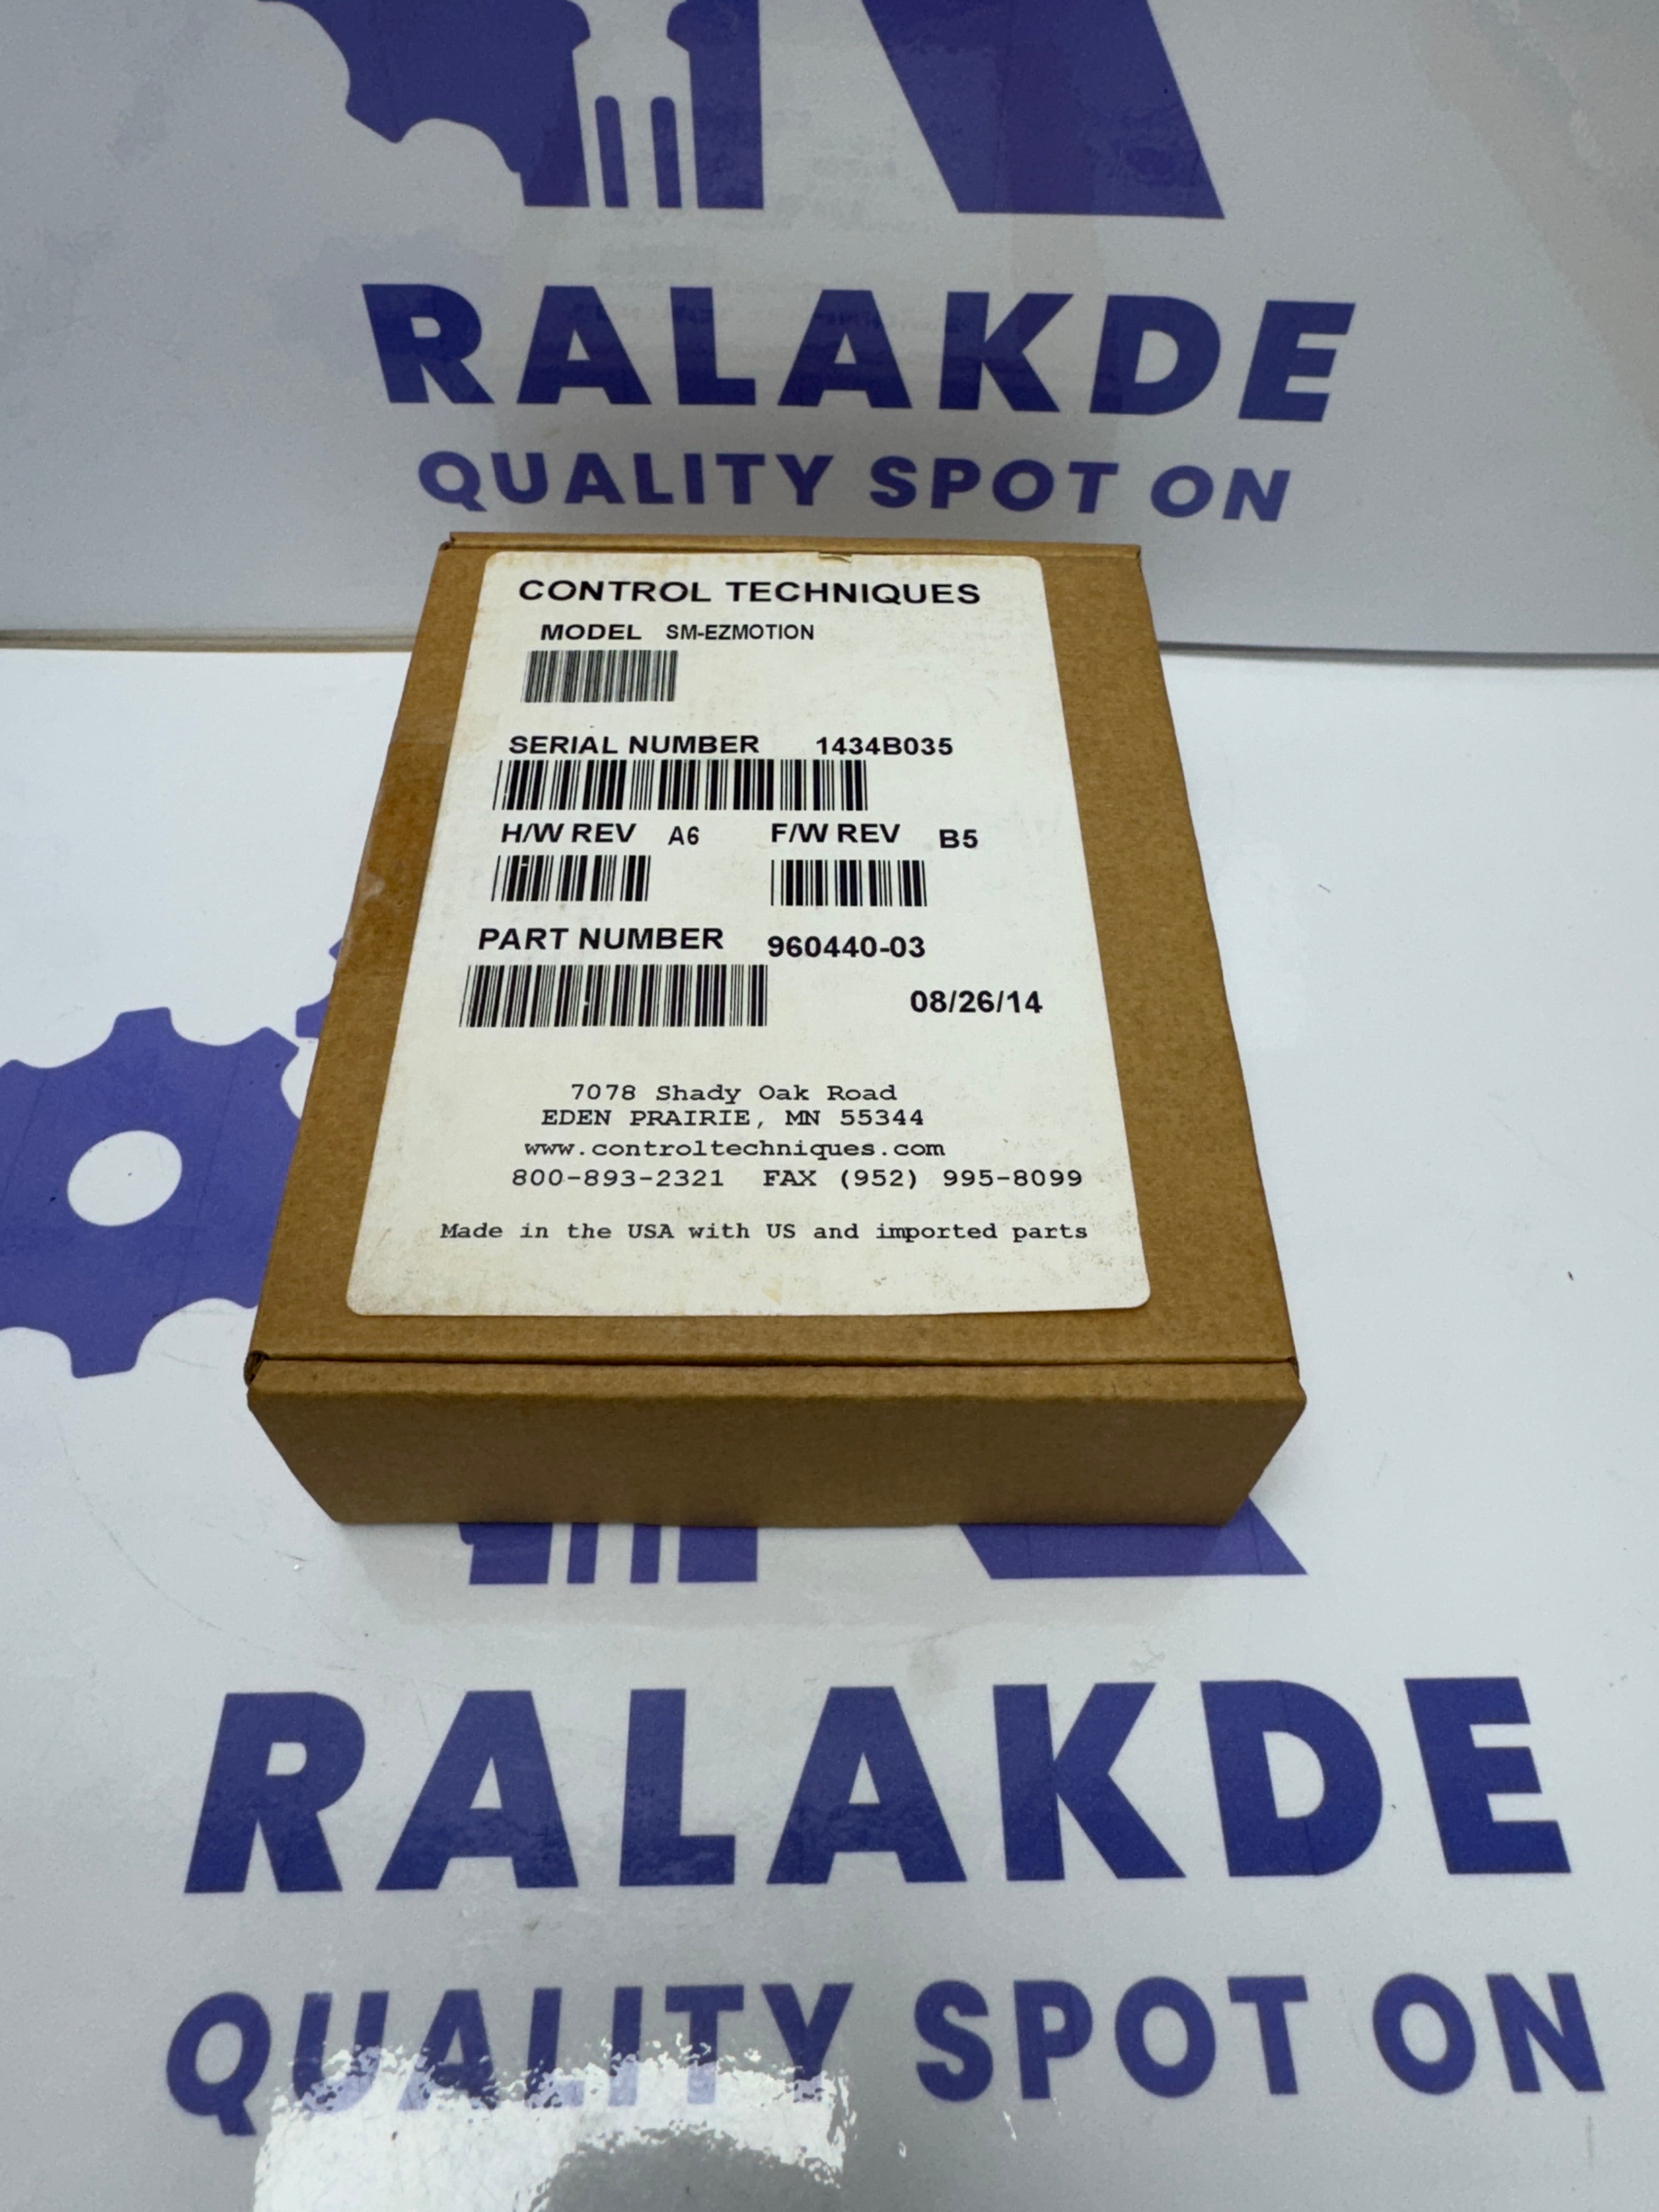 RALAKDE
QUALITY SPOT ON
CONTROL TECHNIQUES
MODEL SM-EZMOTION
SERIAL NUMBER 1434B035
H/W REV A6 F/W REV B5
PART NUMBER 960440-03
08/26/14
7078 Shady Oak Road
EDEN PRAIRIE, MN 55344
www.controltechniques.com
800-893-2321 FAX (952) 995-8099
Made in the USA with US and imported parts
RALAKDE
QUALITY SPOT ON